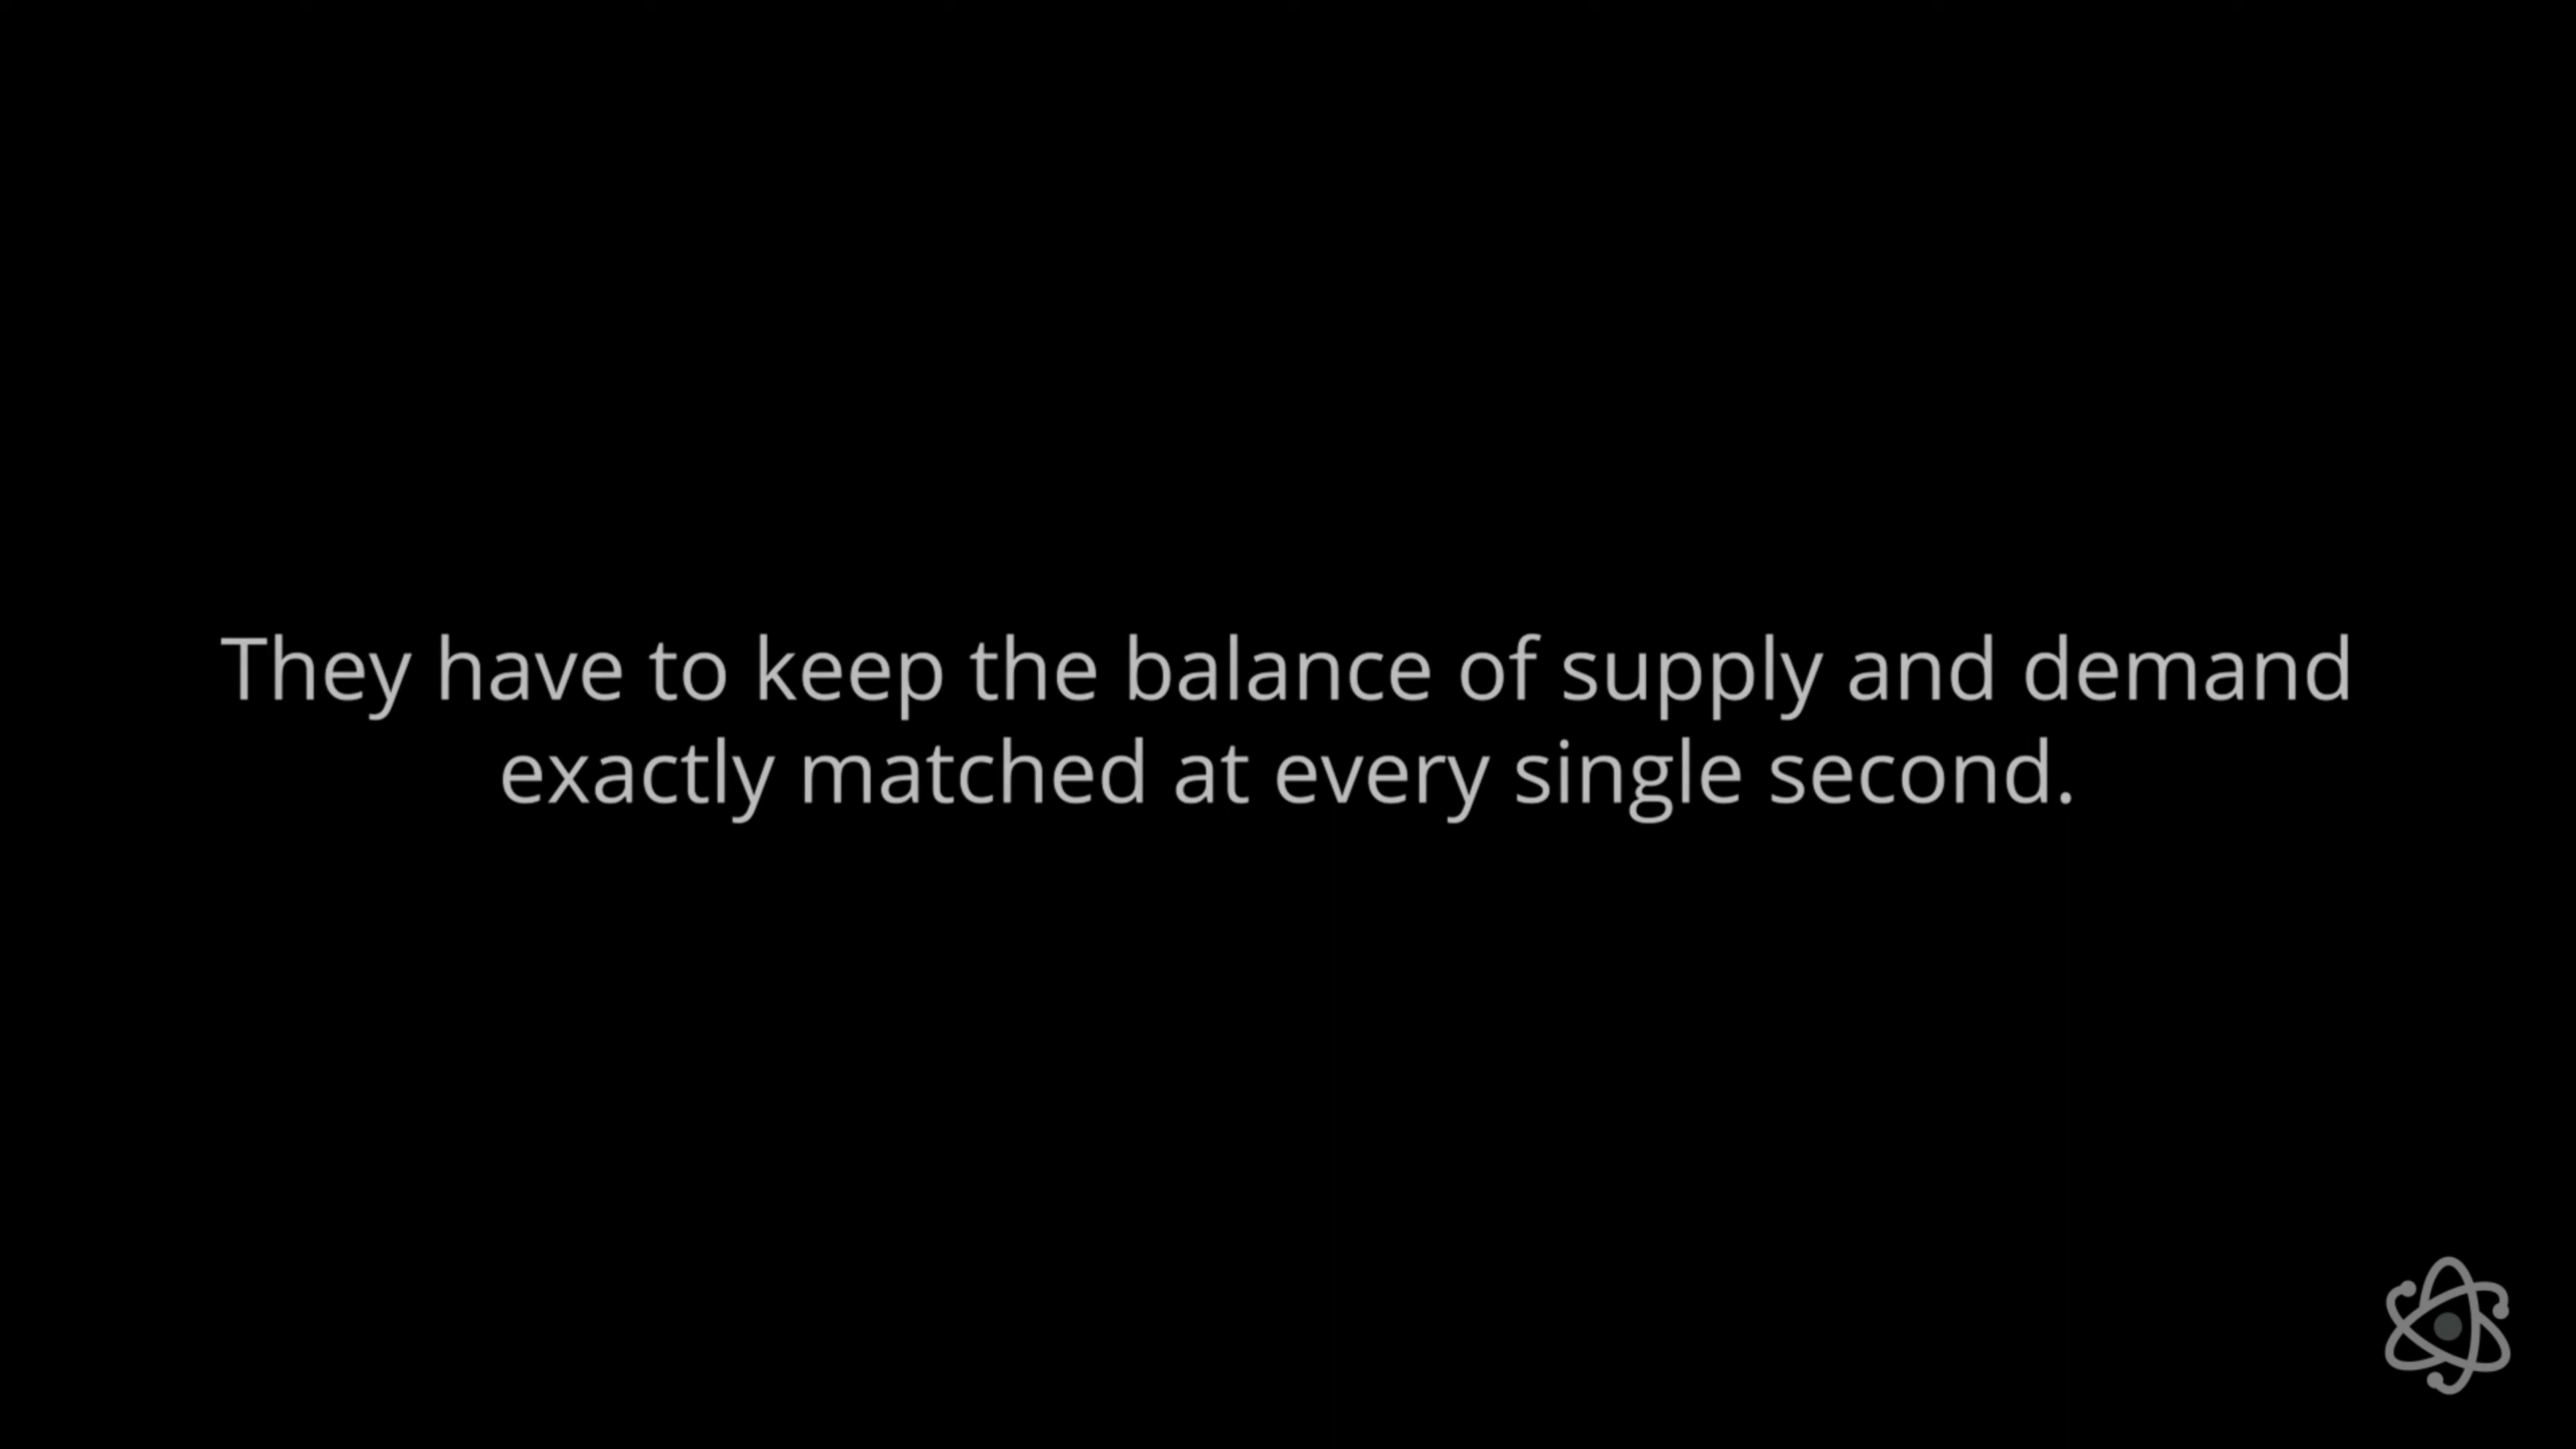 They have to keep the balance of supply and demand
exactly matched at every single second.